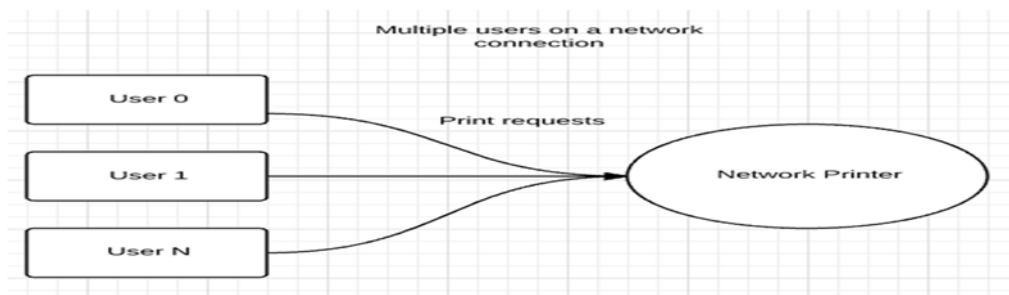 Multiple users on a network
connection
User 0
Print requests
User 1
Network Printer
User N